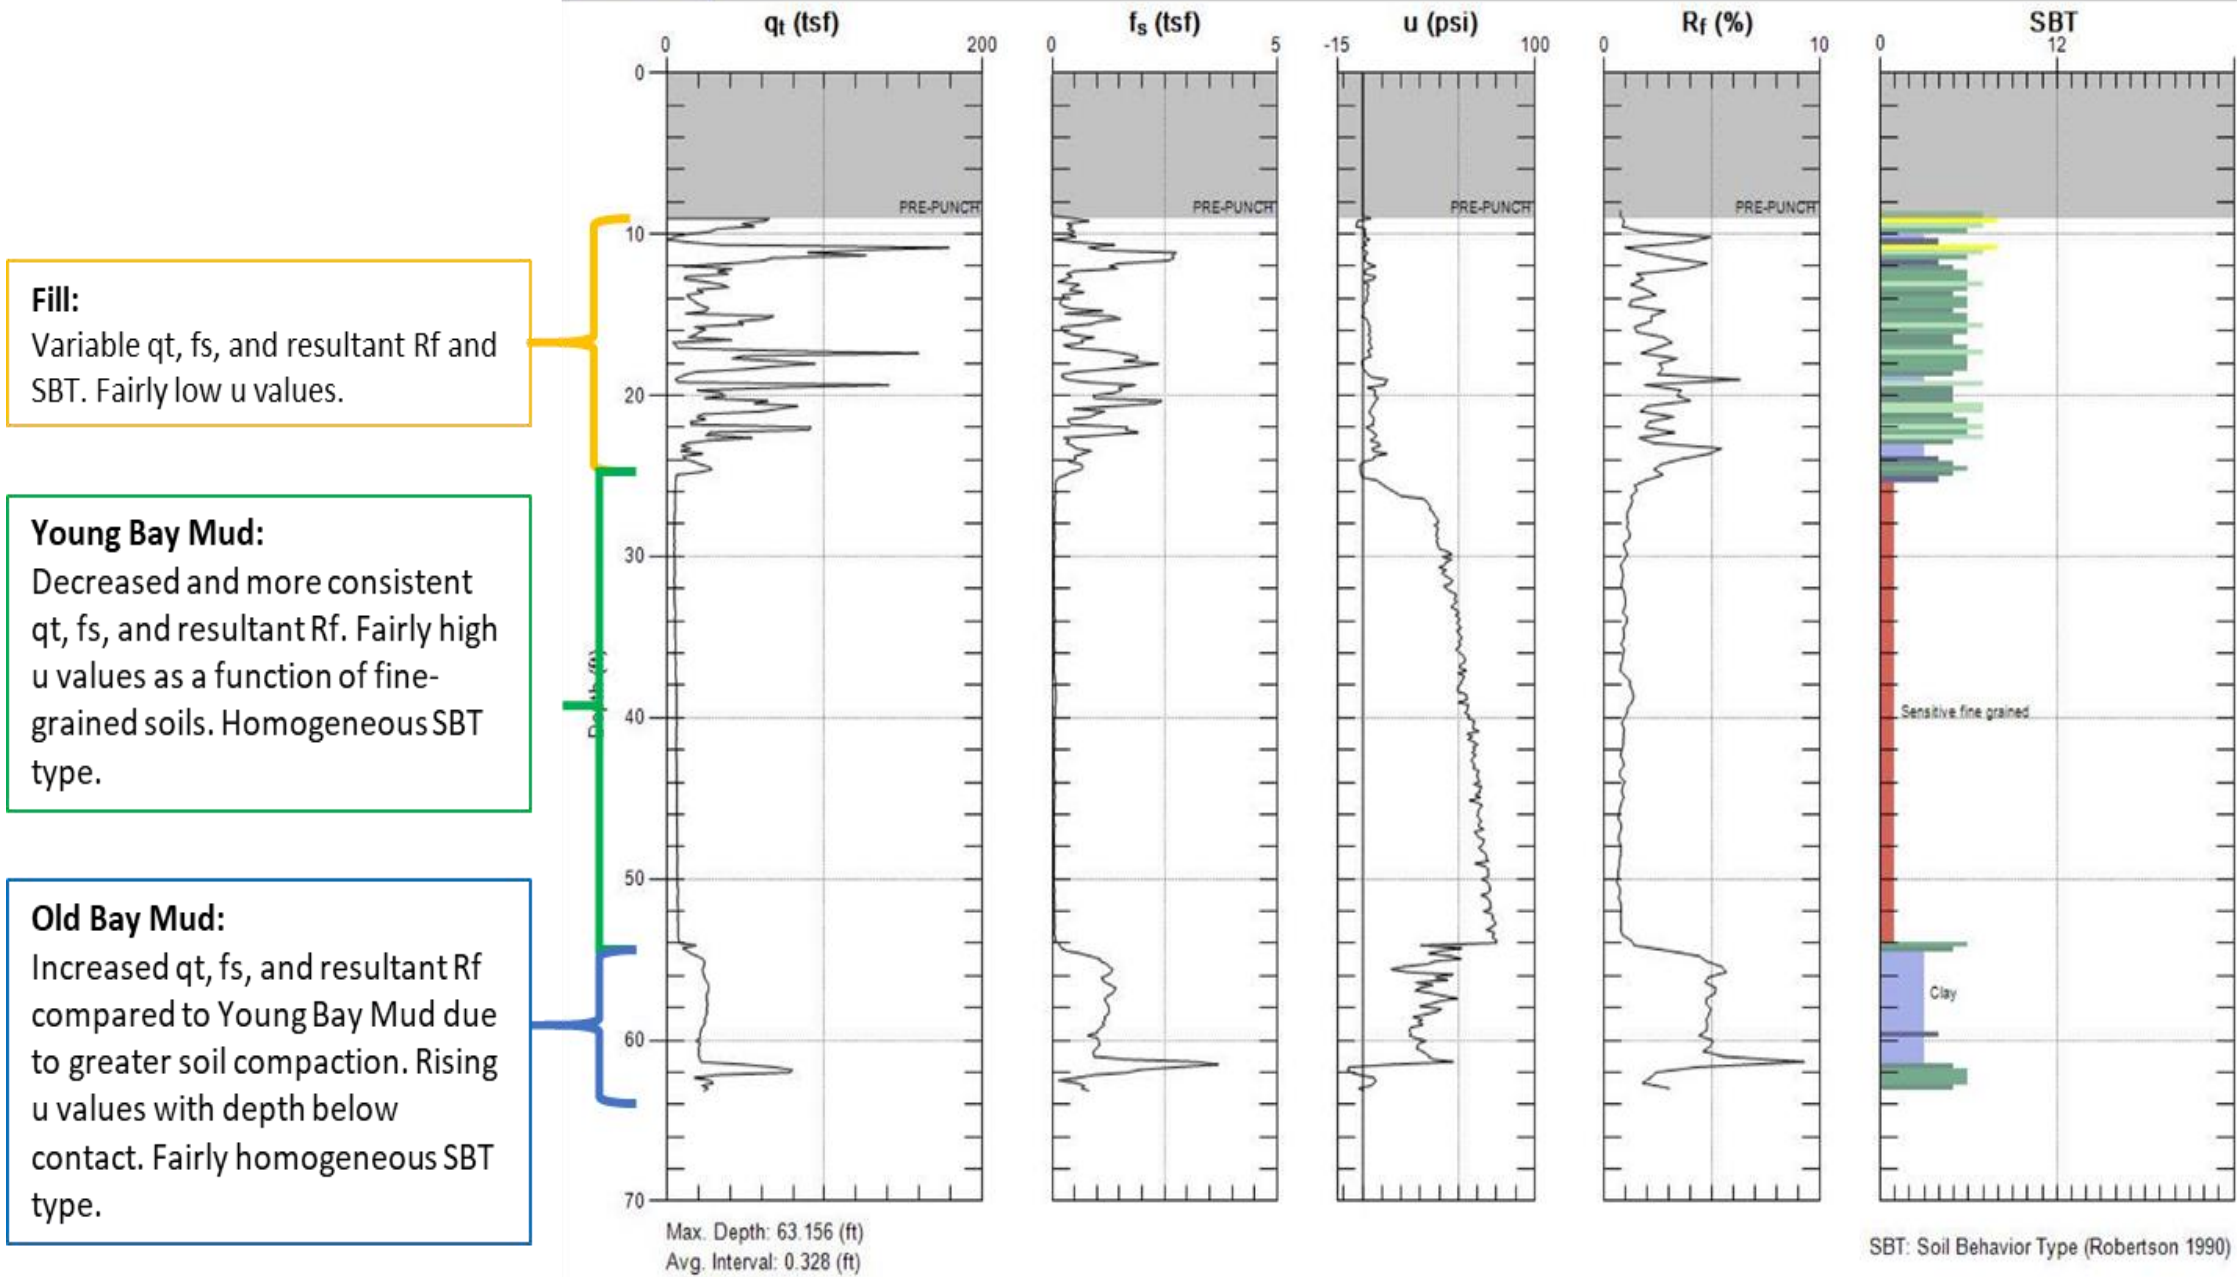 qt (tsf)
0 200
fs (tsf)
0 5
u (psi)
-15 100
Rf (%)
0 10
SBT
0 12
0
10
20
30
40
50
60
70
Depth (ft)
PRE-PUNCH
PRE-PUNCH
PRE-PUNCH
PRE-PUNCH
Fill:
Variable qt, fs, and resultant Rf and
SBT. Fairly low u values.
Young Bay Mud:
Decreased and more consistent
qt, fs, and resultant Rf. Fairly high
u values as a function of fine-
grained soils. Homogeneous SBT
type.
Old Bay Mud:
Increased qt, fs, and resultant Rf
compared to Young Bay Mud due
to greater soil compaction. Rising
u values with depth below
contact. Fairly homogeneous SBT
type.
Sensitive fine grained
Clay
Max. Depth: 63.156 (ft)
Avg. Interval: 0.328 (ft)
SBT: Soil Behavior Type (Robertson 1990)